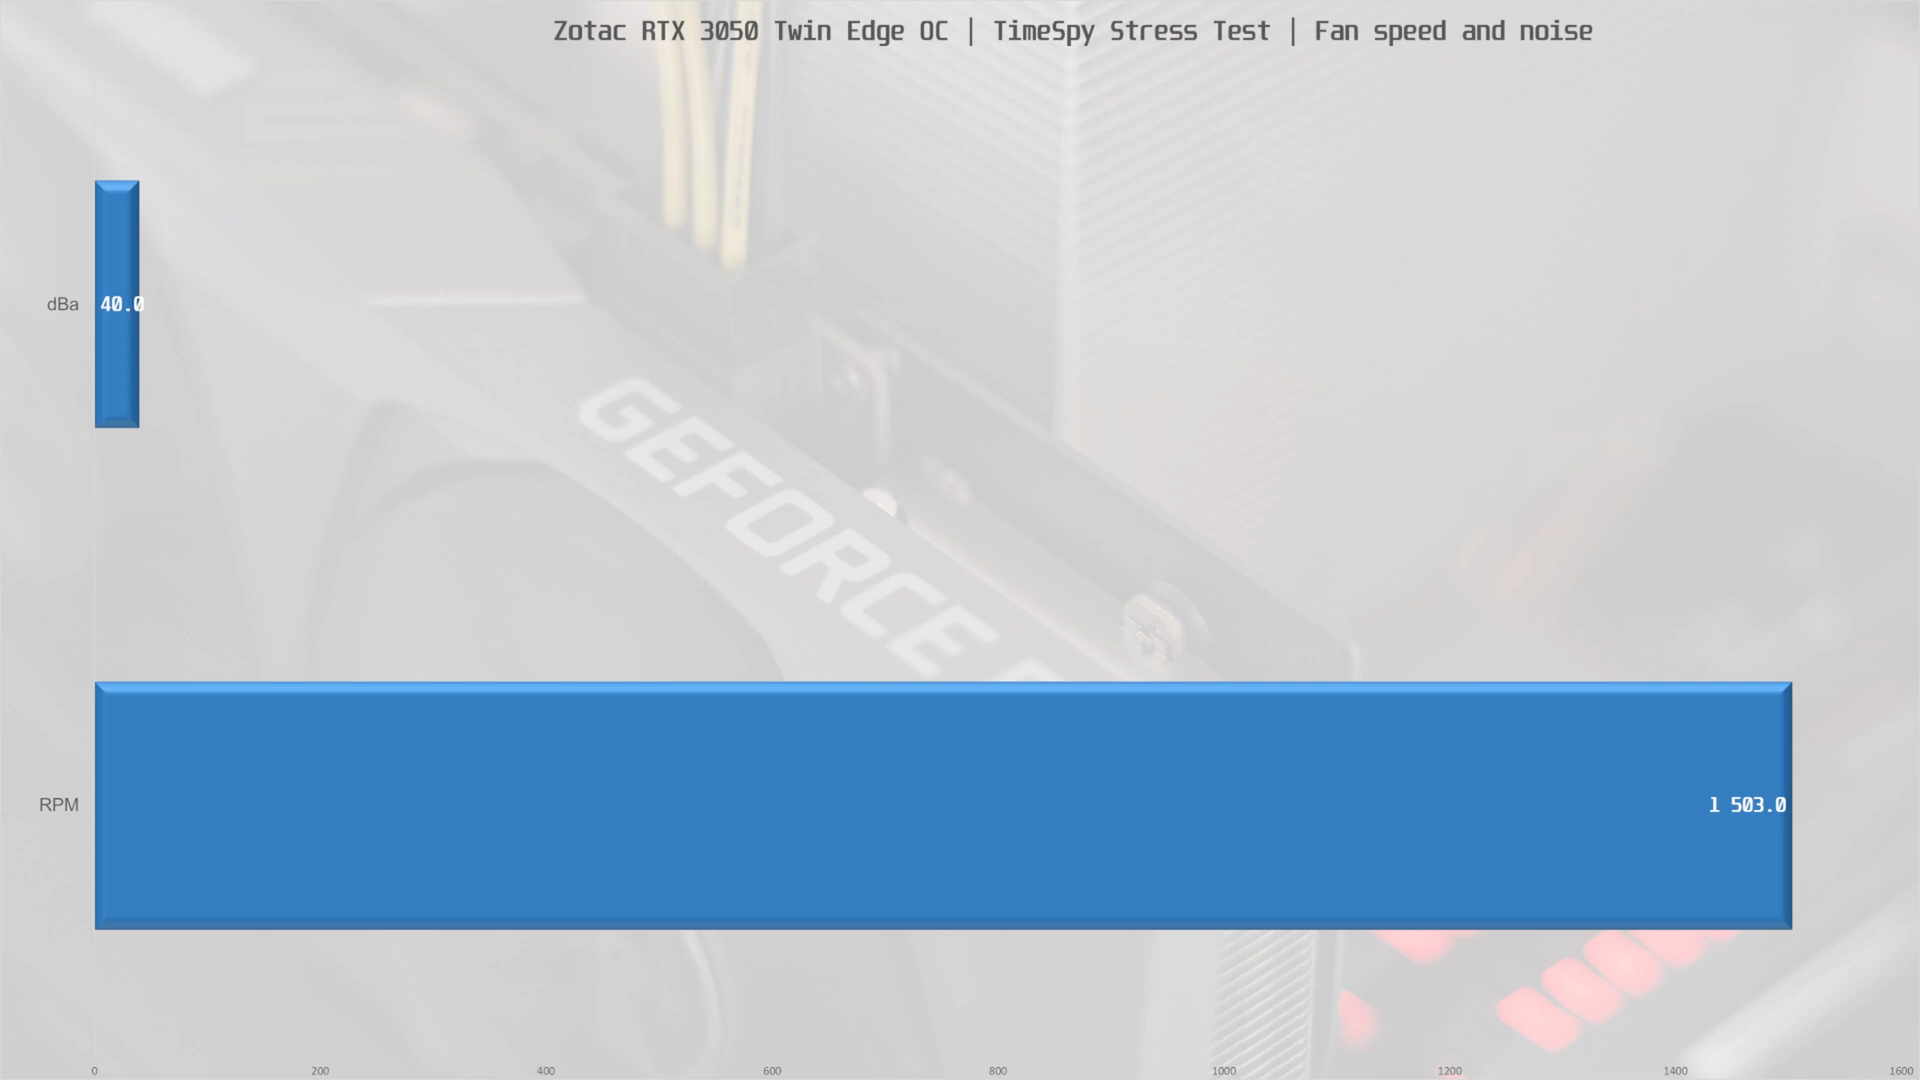 Zotac RTX 3050 Twin Edge OC | TimeSpy Stress Test | Fan speed and noise
dBa 40.0
GEFORCE
RPM 1 503.0
0 200 400 600 800 1000 1200 1400 1600